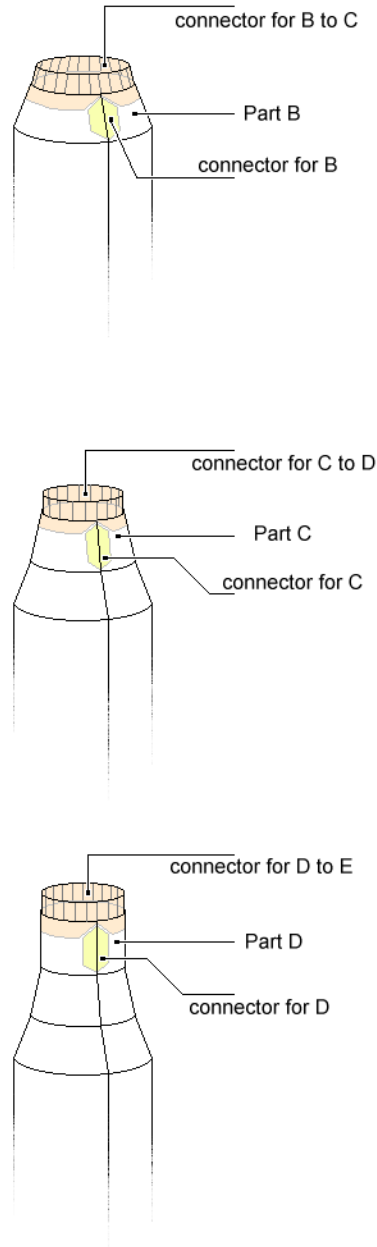 connector for B to C
Part B
connector for B
connector for C to D
Part C
connector for C
connector for D to E
Part D
connector for D